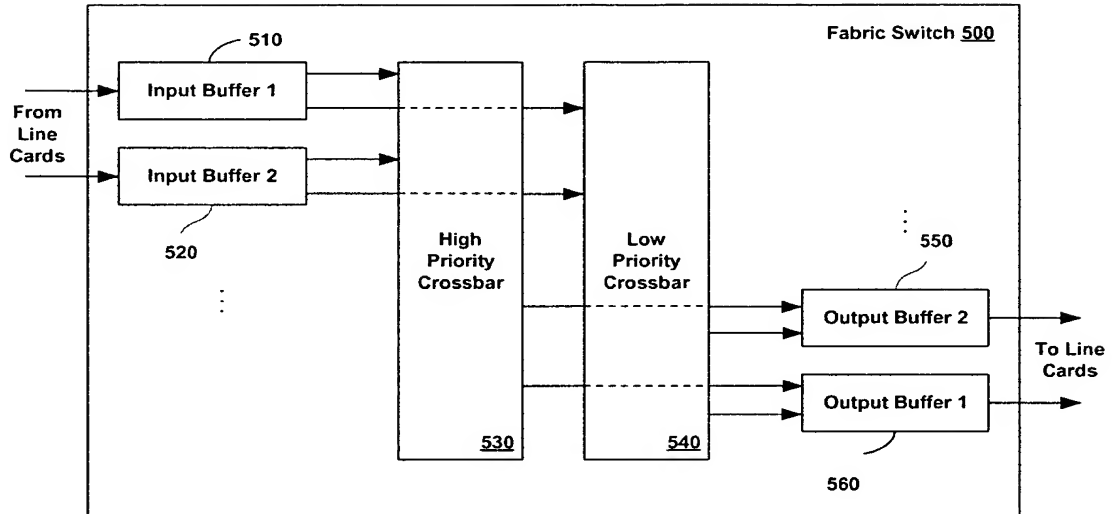 Fabric Switch 500
510
Input Buffer 1
From
Line
Cards
Input Buffer 2
520
High
Priority
Crossbar
Low
Priority
Crossbar
550
Output Buffer 2
To Line
Cards
Output Buffer 1
530
540
560